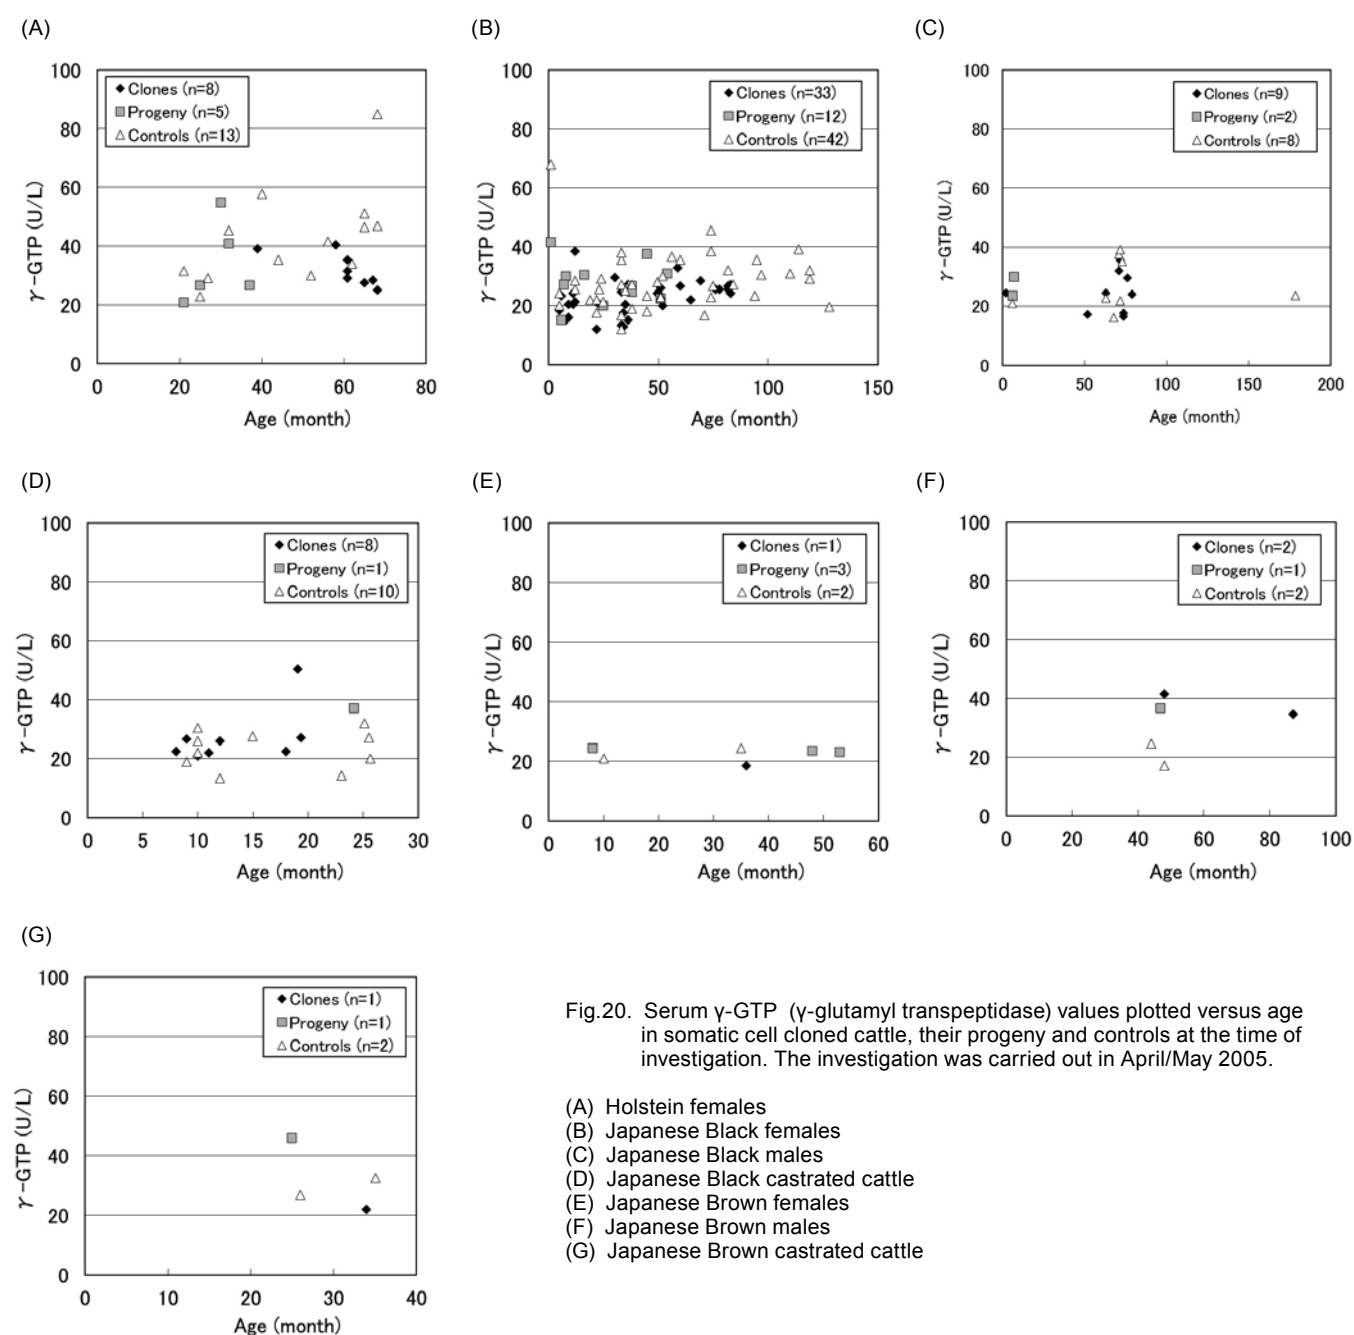 (A)
100
80
60
40
20
0
0 20 40 60 80
γ-GTP (U/L)
Age (month)
Clones (n=8)
Progeny (n=5)
Controls (n=13)
(B)
100
80
60
40
20
0
0 50 100 150
γ-GTP (U/L)
Age (month)
Clones (n=33)
Progeny (n=12)
Controls (n=42)
(C)
100
80
60
40
20
0
0 50 100 150 200
γ-GTP (U/L)
Age (month)
Clones (n=9)
Progeny (n=2)
Controls (n=8)
(D)
100
80
60
40
20
0
0 5 10 15 20 25 30
γ-GTP (U/L)
Age (month)
Clones (n=8)
Progeny (n=1)
Controls (n=10)
(E)
100
80
60
40
20
0
0 10 20 30 40 50 60
γ-GTP (U/L)
Age (month)
Clones (n=1)
Progeny (n=3)
Controls (n=2)
(F)
100
80
60
40
20
0
0 20 40 60 80 100
γ-GTP (U/L)
Age (month)
Clones (n=2)
Progeny (n=1)
Controls (n=2)
(G)
100
80
60
40
20
0
0 10 20 30 40
γ-GTP (U/L)
Age (month)
Clones (n=1)
Progeny (n=1)
Controls (n=2)
Fig.20. Serum γ-GTP (γ-glutamyl transpeptidase) values plotted versus age
in somatic cell cloned cattle, their progeny and controls at the time of
investigation. The investigation was carried out in April/May 2005.
(A) Holstein females
(B) Japanese Black females
(C) Japanese Black males
(D) Japanese Black castrated cattle
(E) Japanese Brown females
(F) Japanese Brown males
(G) Japanese Brown castrated cattle